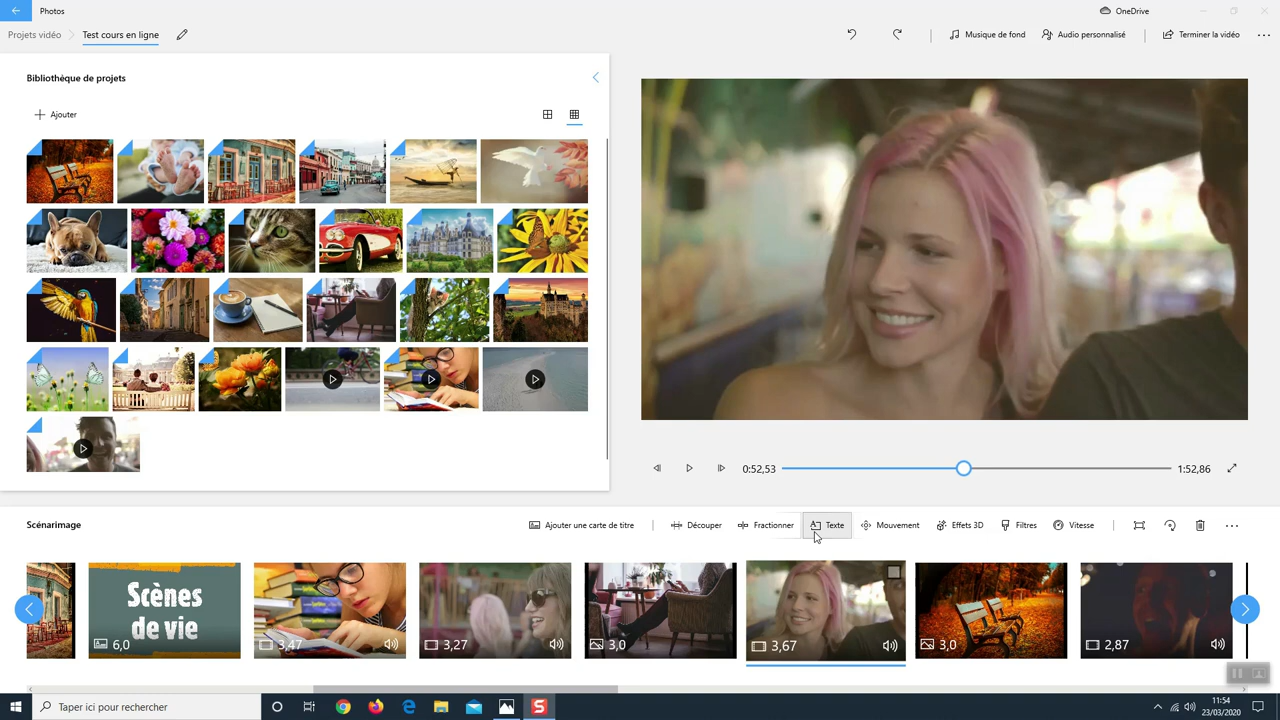 Photos
OneDrive
Projets vidéo
Test cours en ligne
Musique de fond
Audio personnalisé
Terminer la vidéo
Bibliothèque de projets
Ajouter
0:52,53
1:52,86
Scénarimage
Ajouter une carte de titre
Découper
Fractionner
Texte
Mouvement
Effets 3D
Filtres
Vitesse
Scènes
de vie
6,0
3,47
3,27
3,0
3,67
3,0
2,87
Taper ici pour rechercher
11:54
23/03/2020